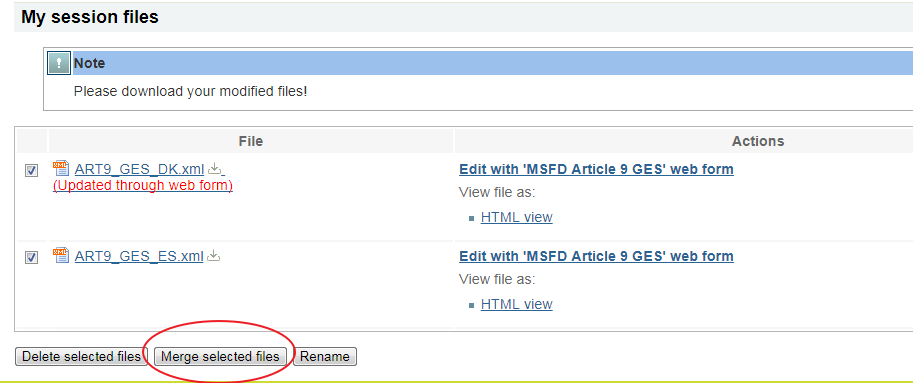 My session files
Note
Please download your modified files!
File Actions
ART9_GES_DK.xml Edit with 'MSFD Article 9 GES' web form
(Updated through web form) View file as:
HTML view
ART9_GES_ES.xml Edit with 'MSFD Article 9 GES' web form
View file as:
HTML view
Delete selected files Merge selected files Rename